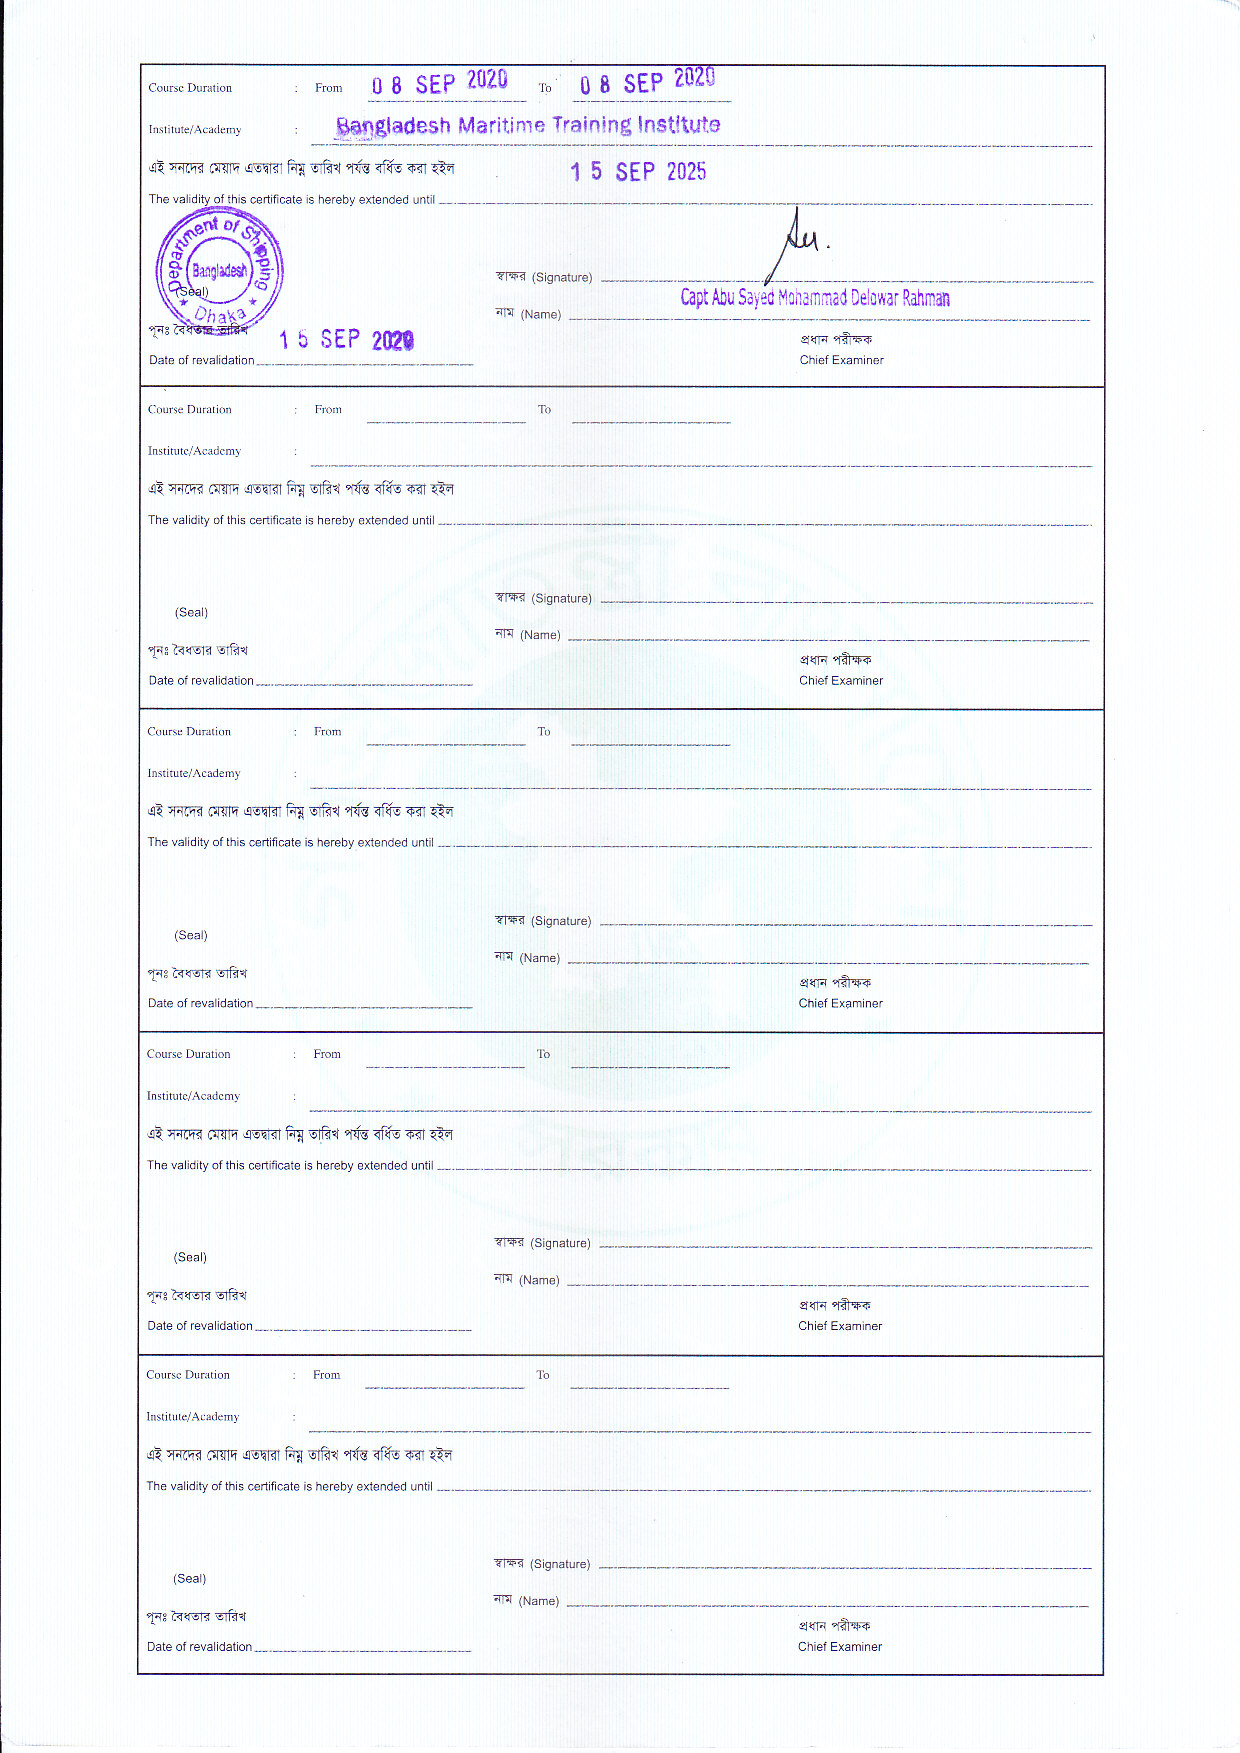 Course Duration : From 08 SEP 2020 To 08 SEP 2020
Institute/Academy : Bangladesh Maritime Training Institute
এই সনদের মেয়াদ এতদ্বারা নিম্ন তারিখ পর্যন্ত বর্ধিত করা হইল
15 SEP 2025
The validity of this certificate is hereby extended until
Department of Shipping
Bangladesh
Dhaka
(Seal)
স্বাক্ষর (Signature)
Capt Abu Sayed Mohammad Delowar Rahman
নাম (Name)
পূনঃ বৈধতার তারিখ
প্রধান পরীক্ষক
Date of revalidation 15 SEP 2020
Chief Examiner
Course Duration : From To
Institute/Academy :
এই সনদের মেয়াদ এতদ্বারা নিম্ন তারিখ পর্যন্ত বর্ধিত করা হইল
The validity of this certificate is hereby extended until
স্বাক্ষর (Signature)
(Seal)
নাম (Name)
পূনঃ বৈধতার তারিখ
প্রধান পরীক্ষক
Date of revalidation
Chief Examiner
Course Duration : From To
Institute/Academy :
এই সনদের মেয়াদ এতদ্বারা নিম্ন তারিখ পর্যন্ত বর্ধিত করা হইল
The validity of this certificate is hereby extended until
স্বাক্ষর (Signature)
(Seal)
নাম (Name)
পূনঃ বৈধতার তারিখ
প্রধান পরীক্ষক
Date of revalidation
Chief Examiner
Course Duration : From To
Institute/Academy :
এই সনদের মেয়াদ এতদ্বারা নিম্ন তারিখ পর্যন্ত বর্ধিত করা হইল
The validity of this certificate is hereby extended until
স্বাক্ষর (Signature)
(Seal)
নাম (Name)
পূনঃ বৈধতার তারিখ
প্রধান পরীক্ষক
Date of revalidation
Chief Examiner
Course Duration : From To
Institute/Academy :
এই সনদের মেয়াদ এতদ্বারা নিম্ন তারিখ পর্যন্ত বর্ধিত করা হইল
The validity of this certificate is hereby extended until
স্বাক্ষর (Signature)
(Seal)
নাম (Name)
পূনঃ বৈধতার তারিখ
প্রধান পরীক্ষক
Date of revalidation
Chief Examiner